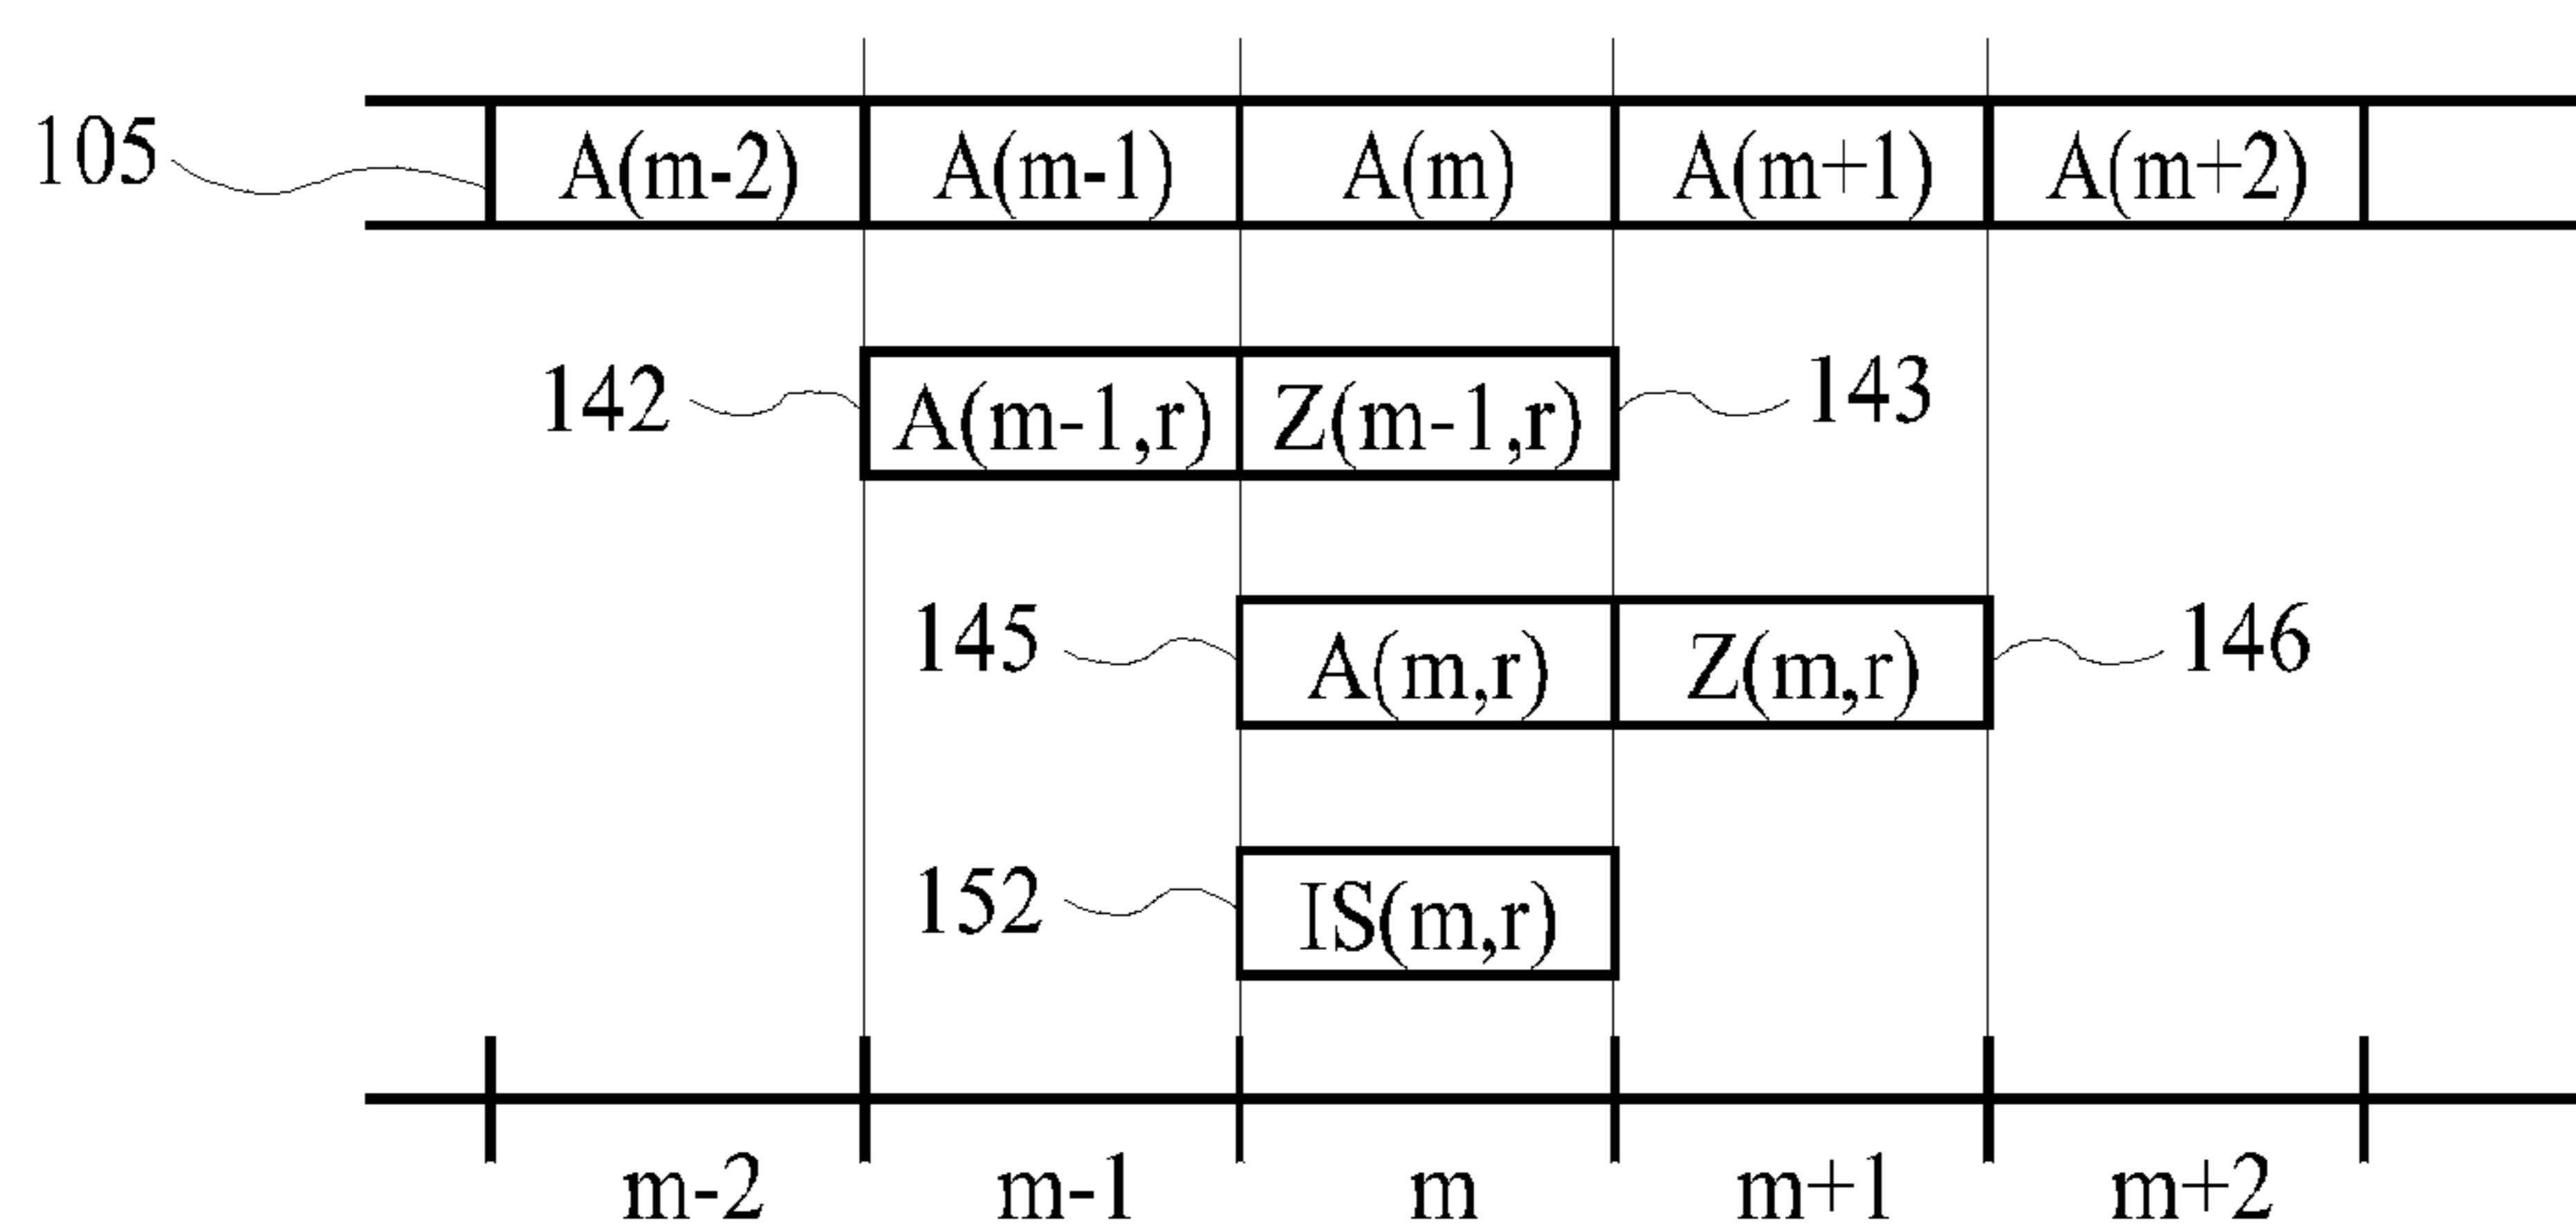 105 A(m-2) A(m-1) A(m) A(m+1) A(m+2)
142 A(m-1,r) Z(m-1,r) 143
145 A(m,r) Z(m,r) 146
152 IS(m,r)
m-2 m-1 m m+1 m+2